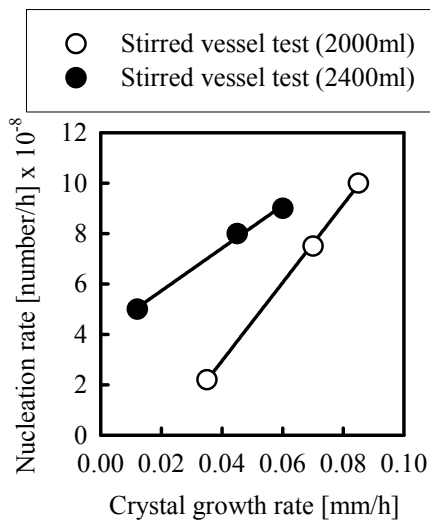 Stirred vessel test (2000ml)
Stirred vessel test (2400ml)
Nucleation rate [number/h] x 10⁻⁸
12
10
8
6
4
2
0
0.00 0.02 0.04 0.06 0.08 0.10
Crystal growth rate [mm/h]